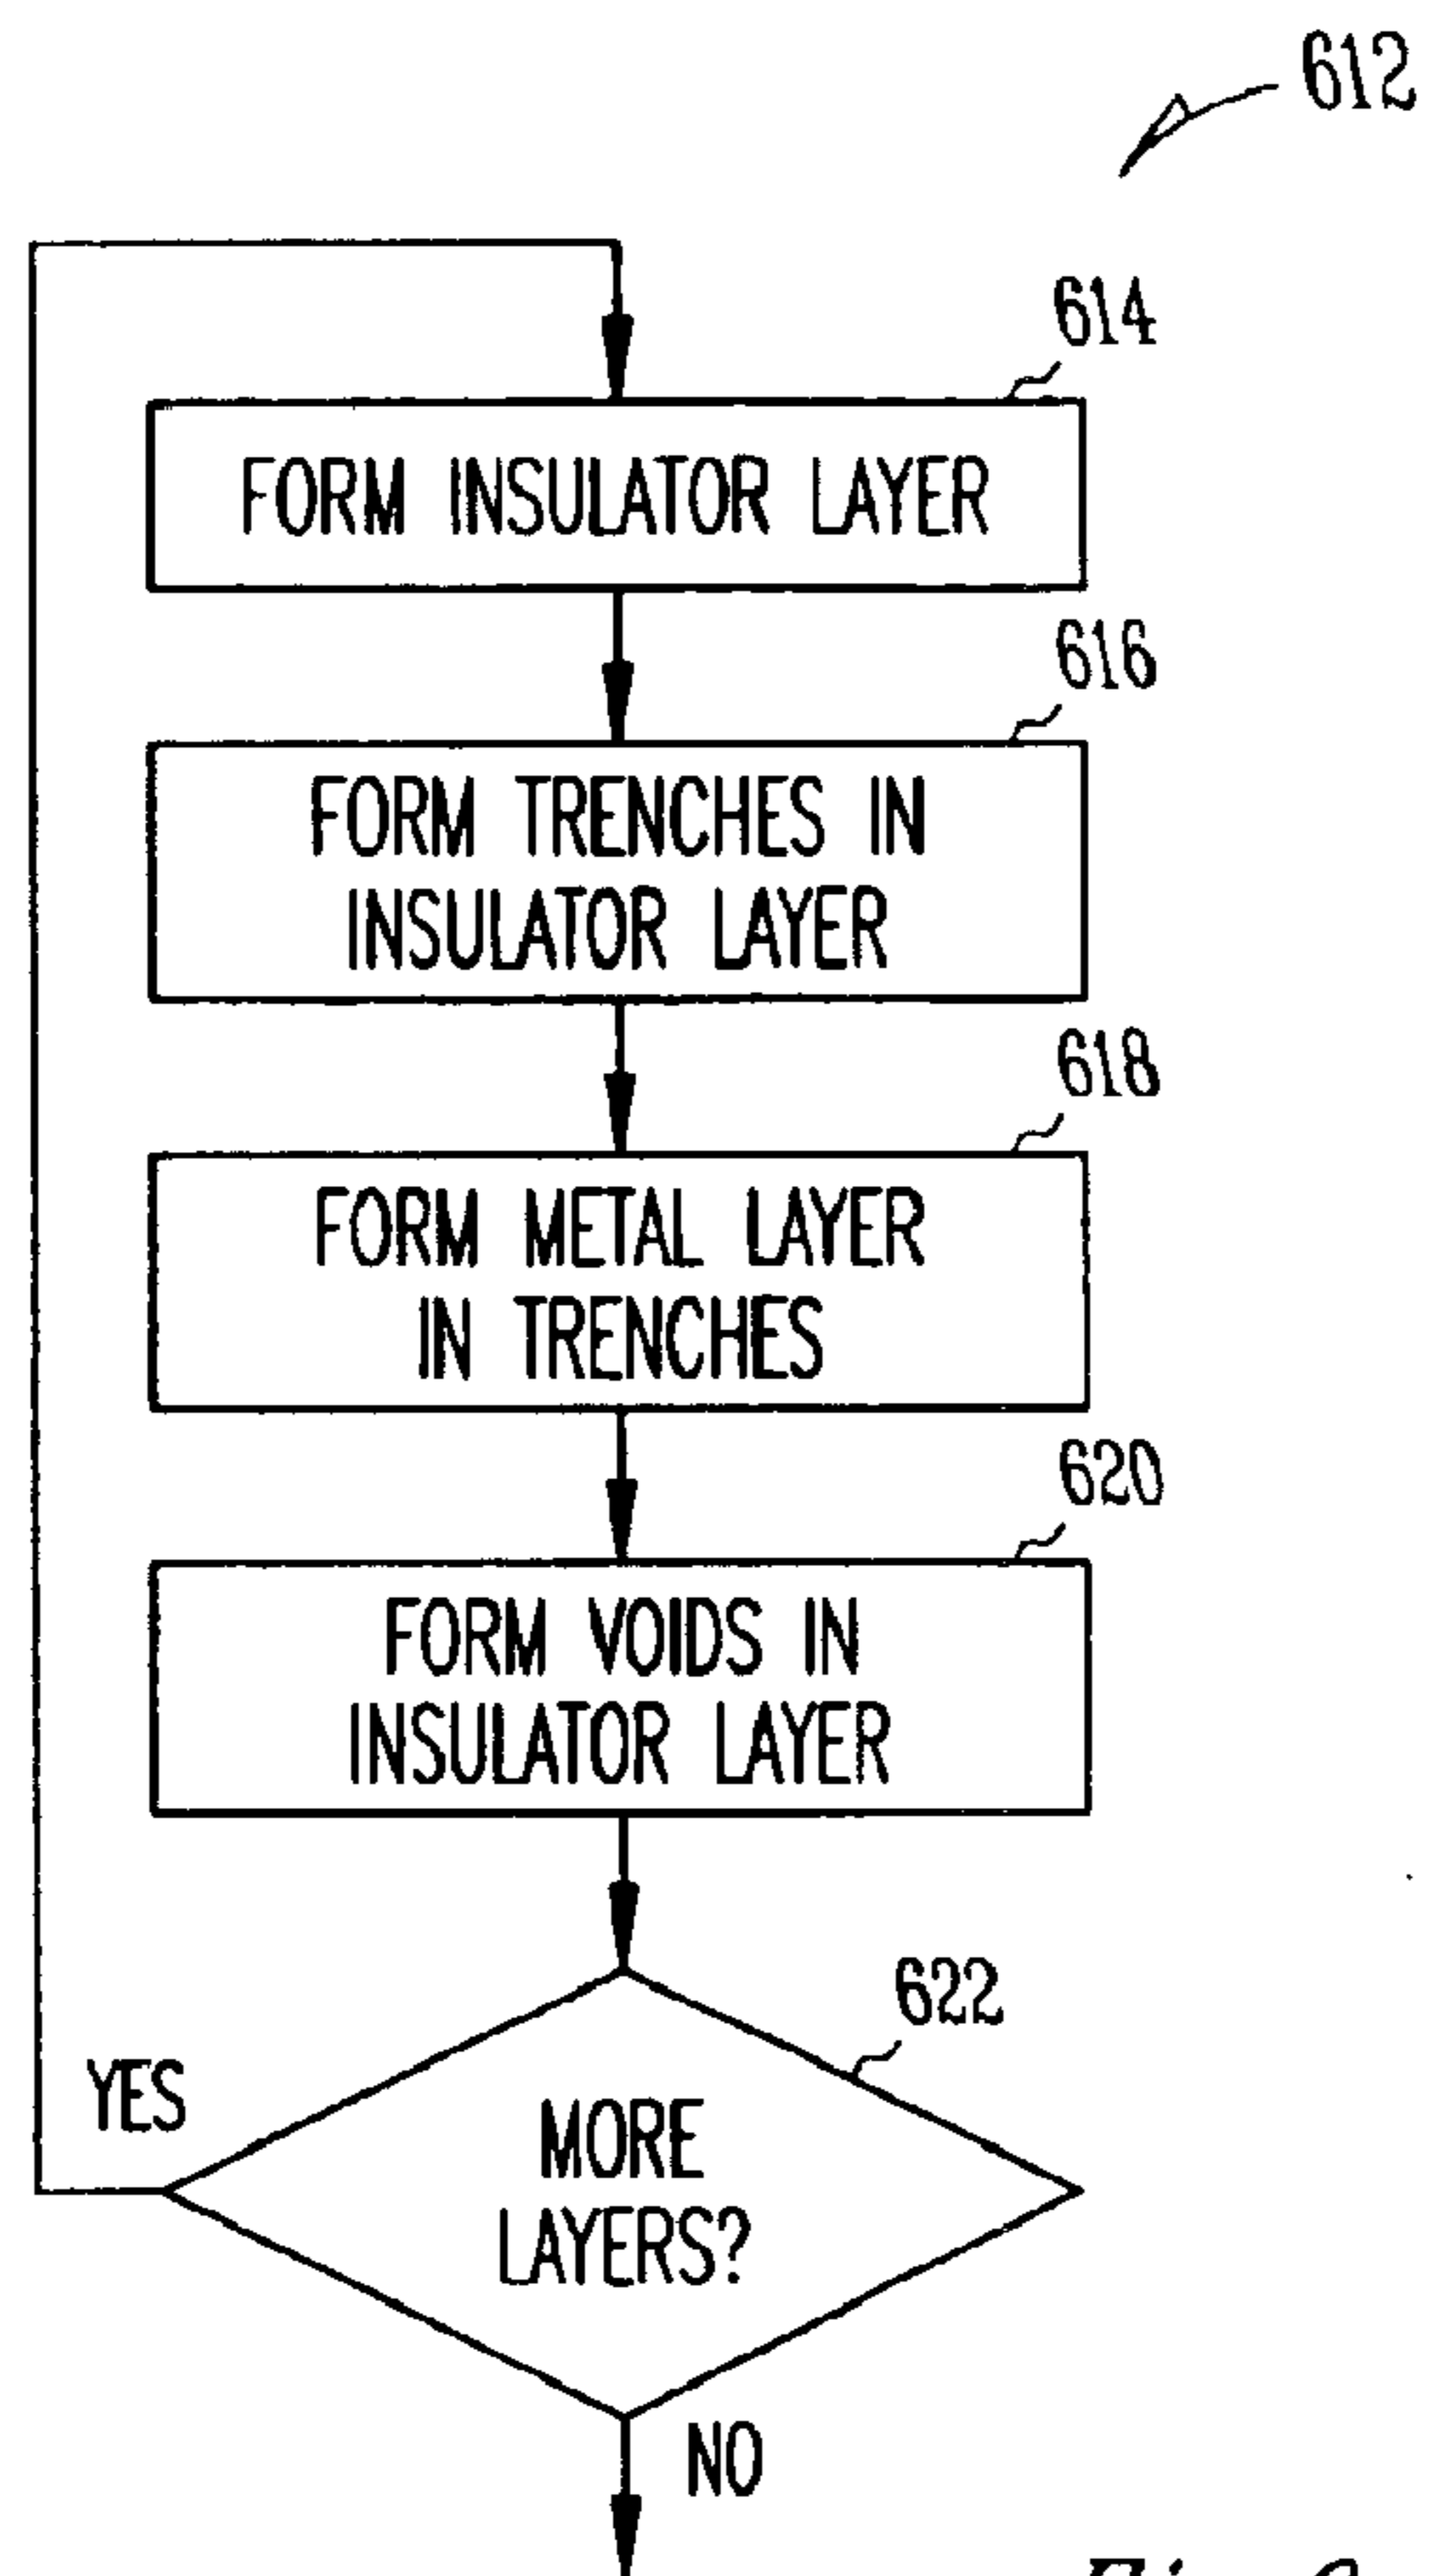 612
614
FORM INSULATOR LAYER
616
FORM TRENCHES IN
INSULATOR LAYER
618
FORM METAL LAYER
IN TRENCHES
620
FORM VOIDS IN
INSULATOR LAYER
622
YES
MORE
LAYERS?
NO